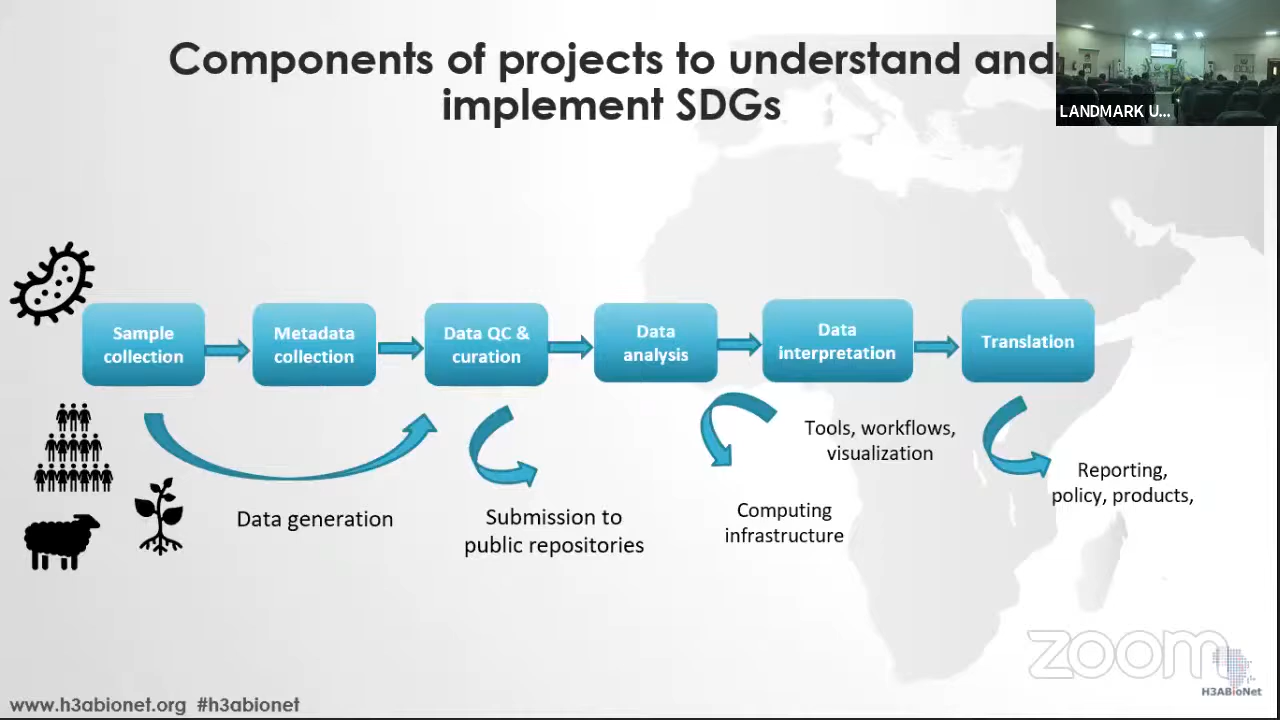 Components of projects to understand and
implement SDGs
LANDMARK U...
Sample
collection
Metadata
collection
Data QC &
curation
Data
analysis
Data
interpretation
Translation
Data generation
Submission to
public repositories
Tools, workflows,
visualization
Computing
infrastructure
Reporting,
policy, products,
zoom
H3ABioNet
www.h3abionet.org #h3abionet